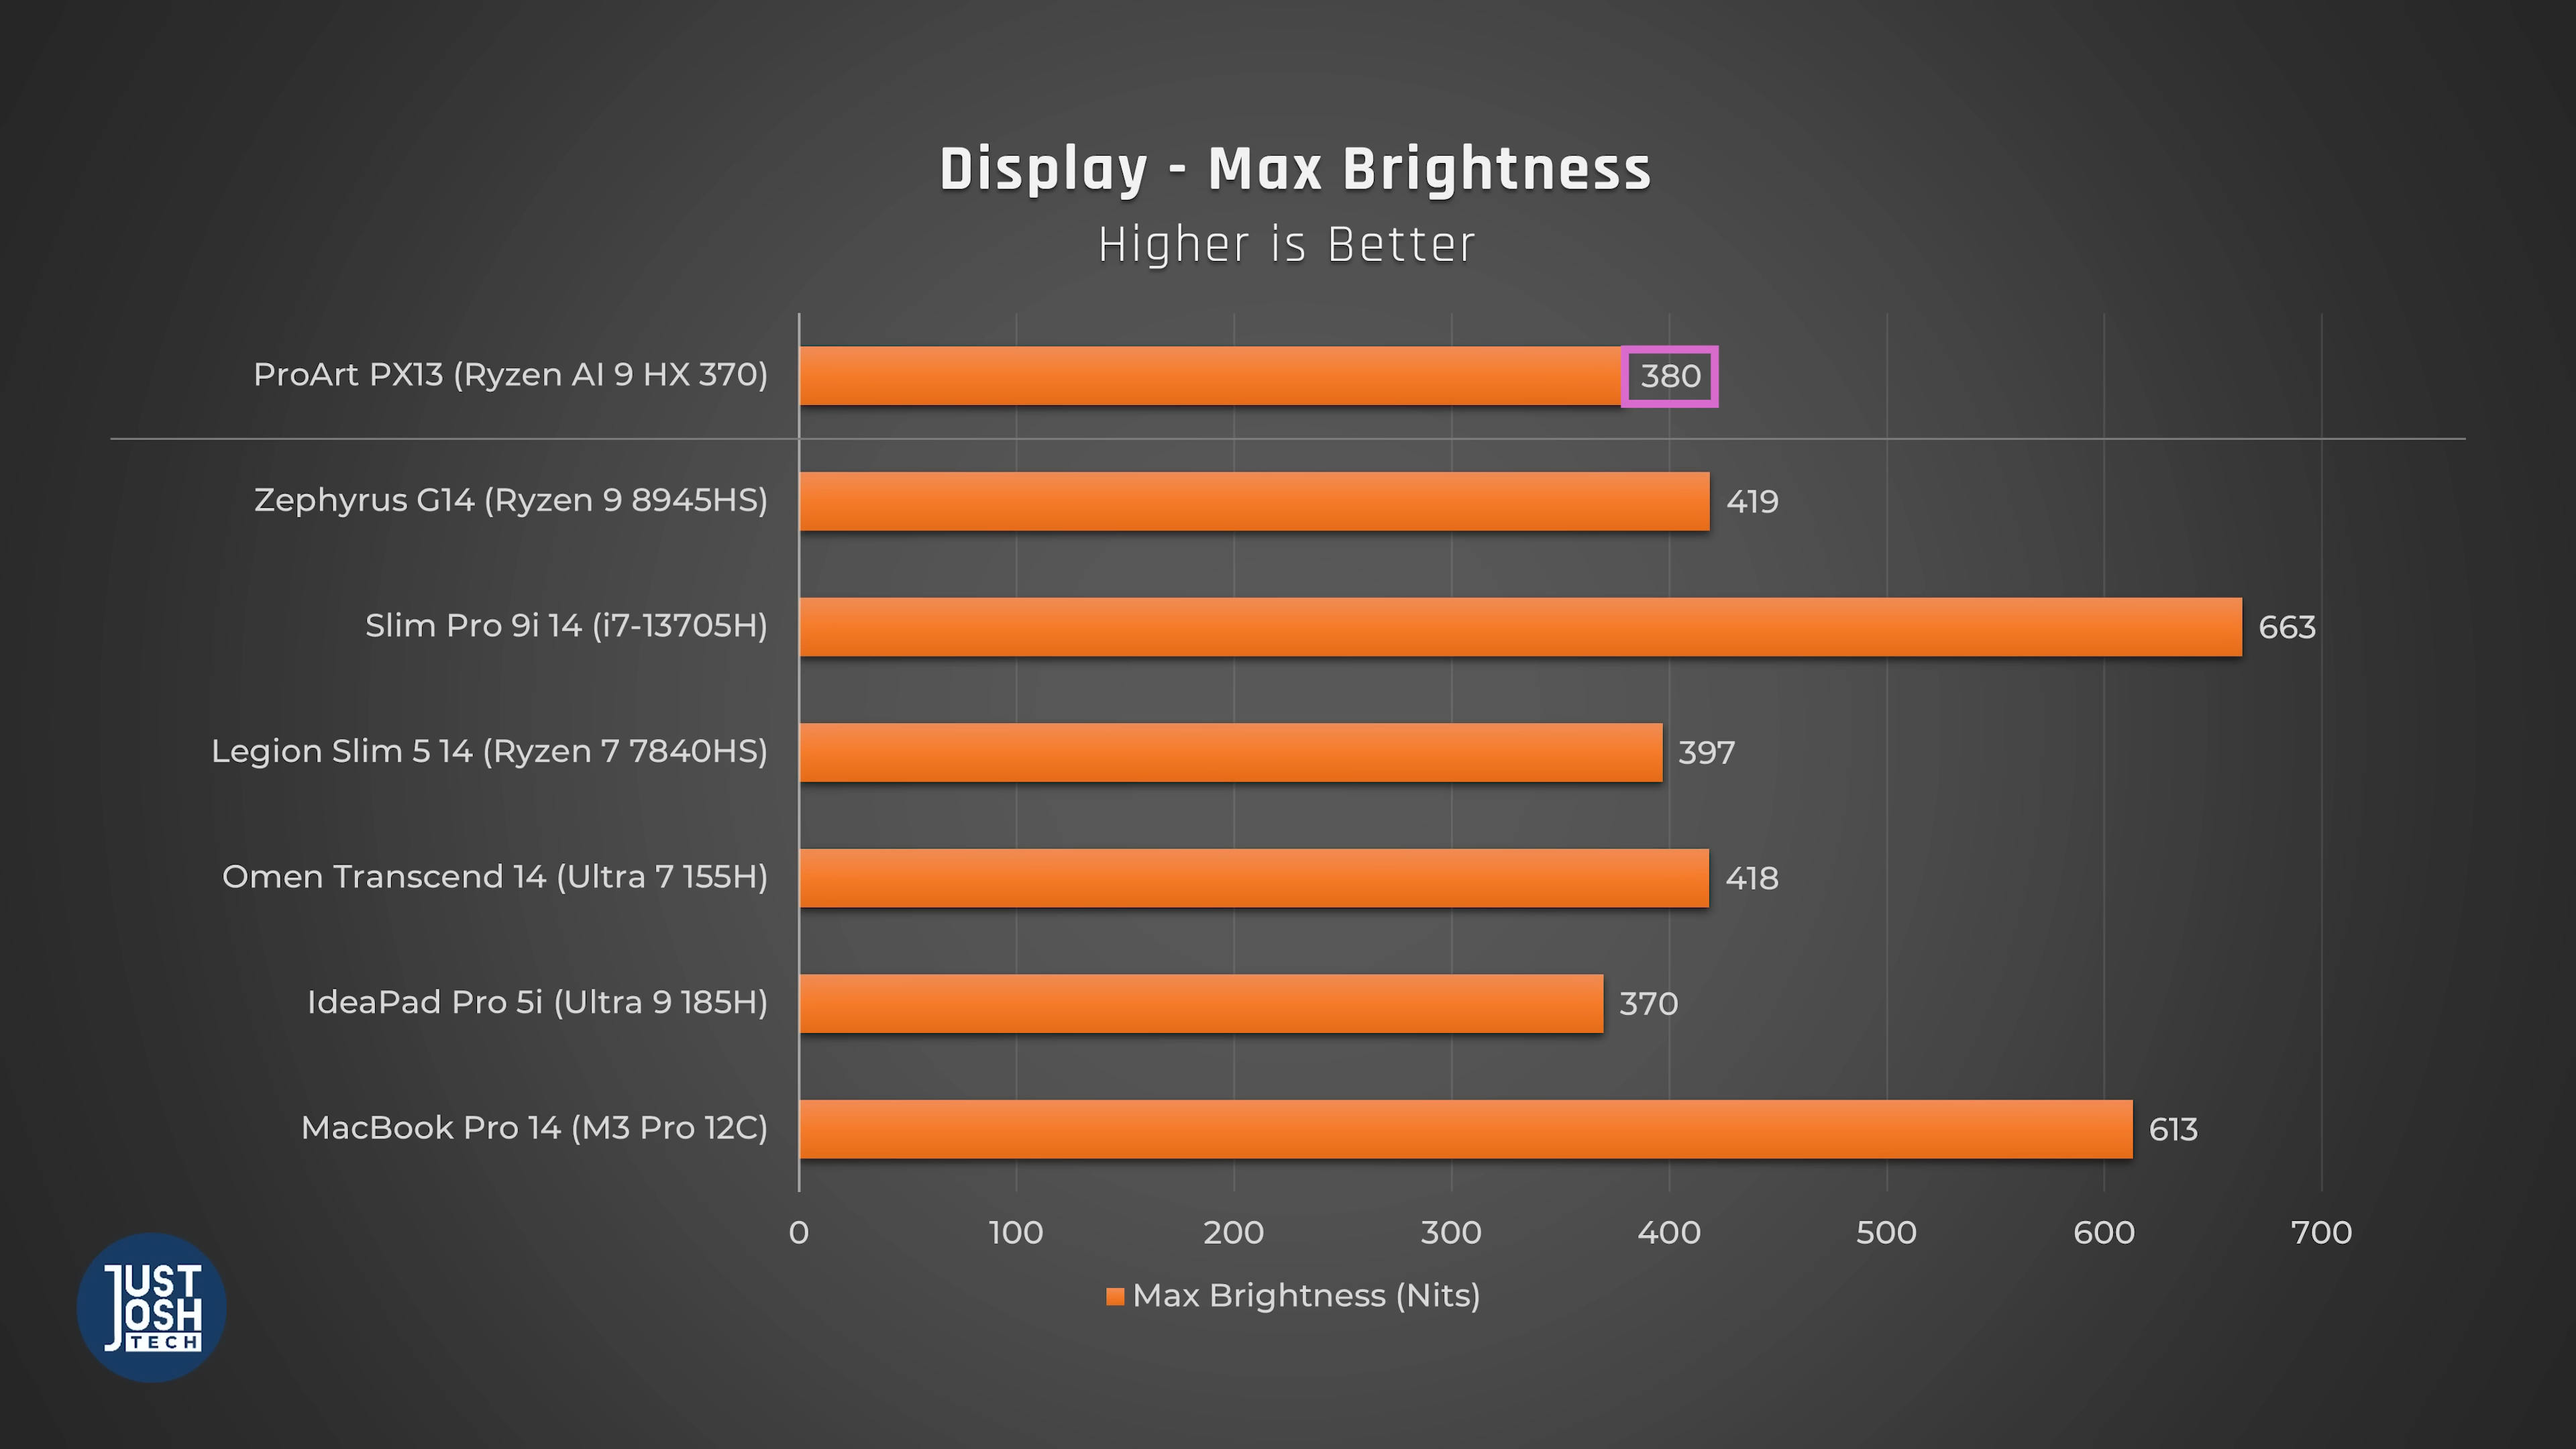 Display - Max Brightness
Higher is Better
ProArt PX13 (Ryzen AI 9 HX 370)
380
Zephyrus G14 (Ryzen 9 8945HS)
419
Slim Pro 9i 14 (i7-13705H)
663
Legion Slim 5 14 (Ryzen 7 7840HS)
397
Omen Transcend 14 (Ultra 7 155H)
418
IdeaPad Pro 5i (Ultra 9 185H)
370
MacBook Pro 14 (M3 Pro 12C)
613
0 100 200 300 400 500 600 700
Max Brightness (Nits)
JUST
JOSH
TECH